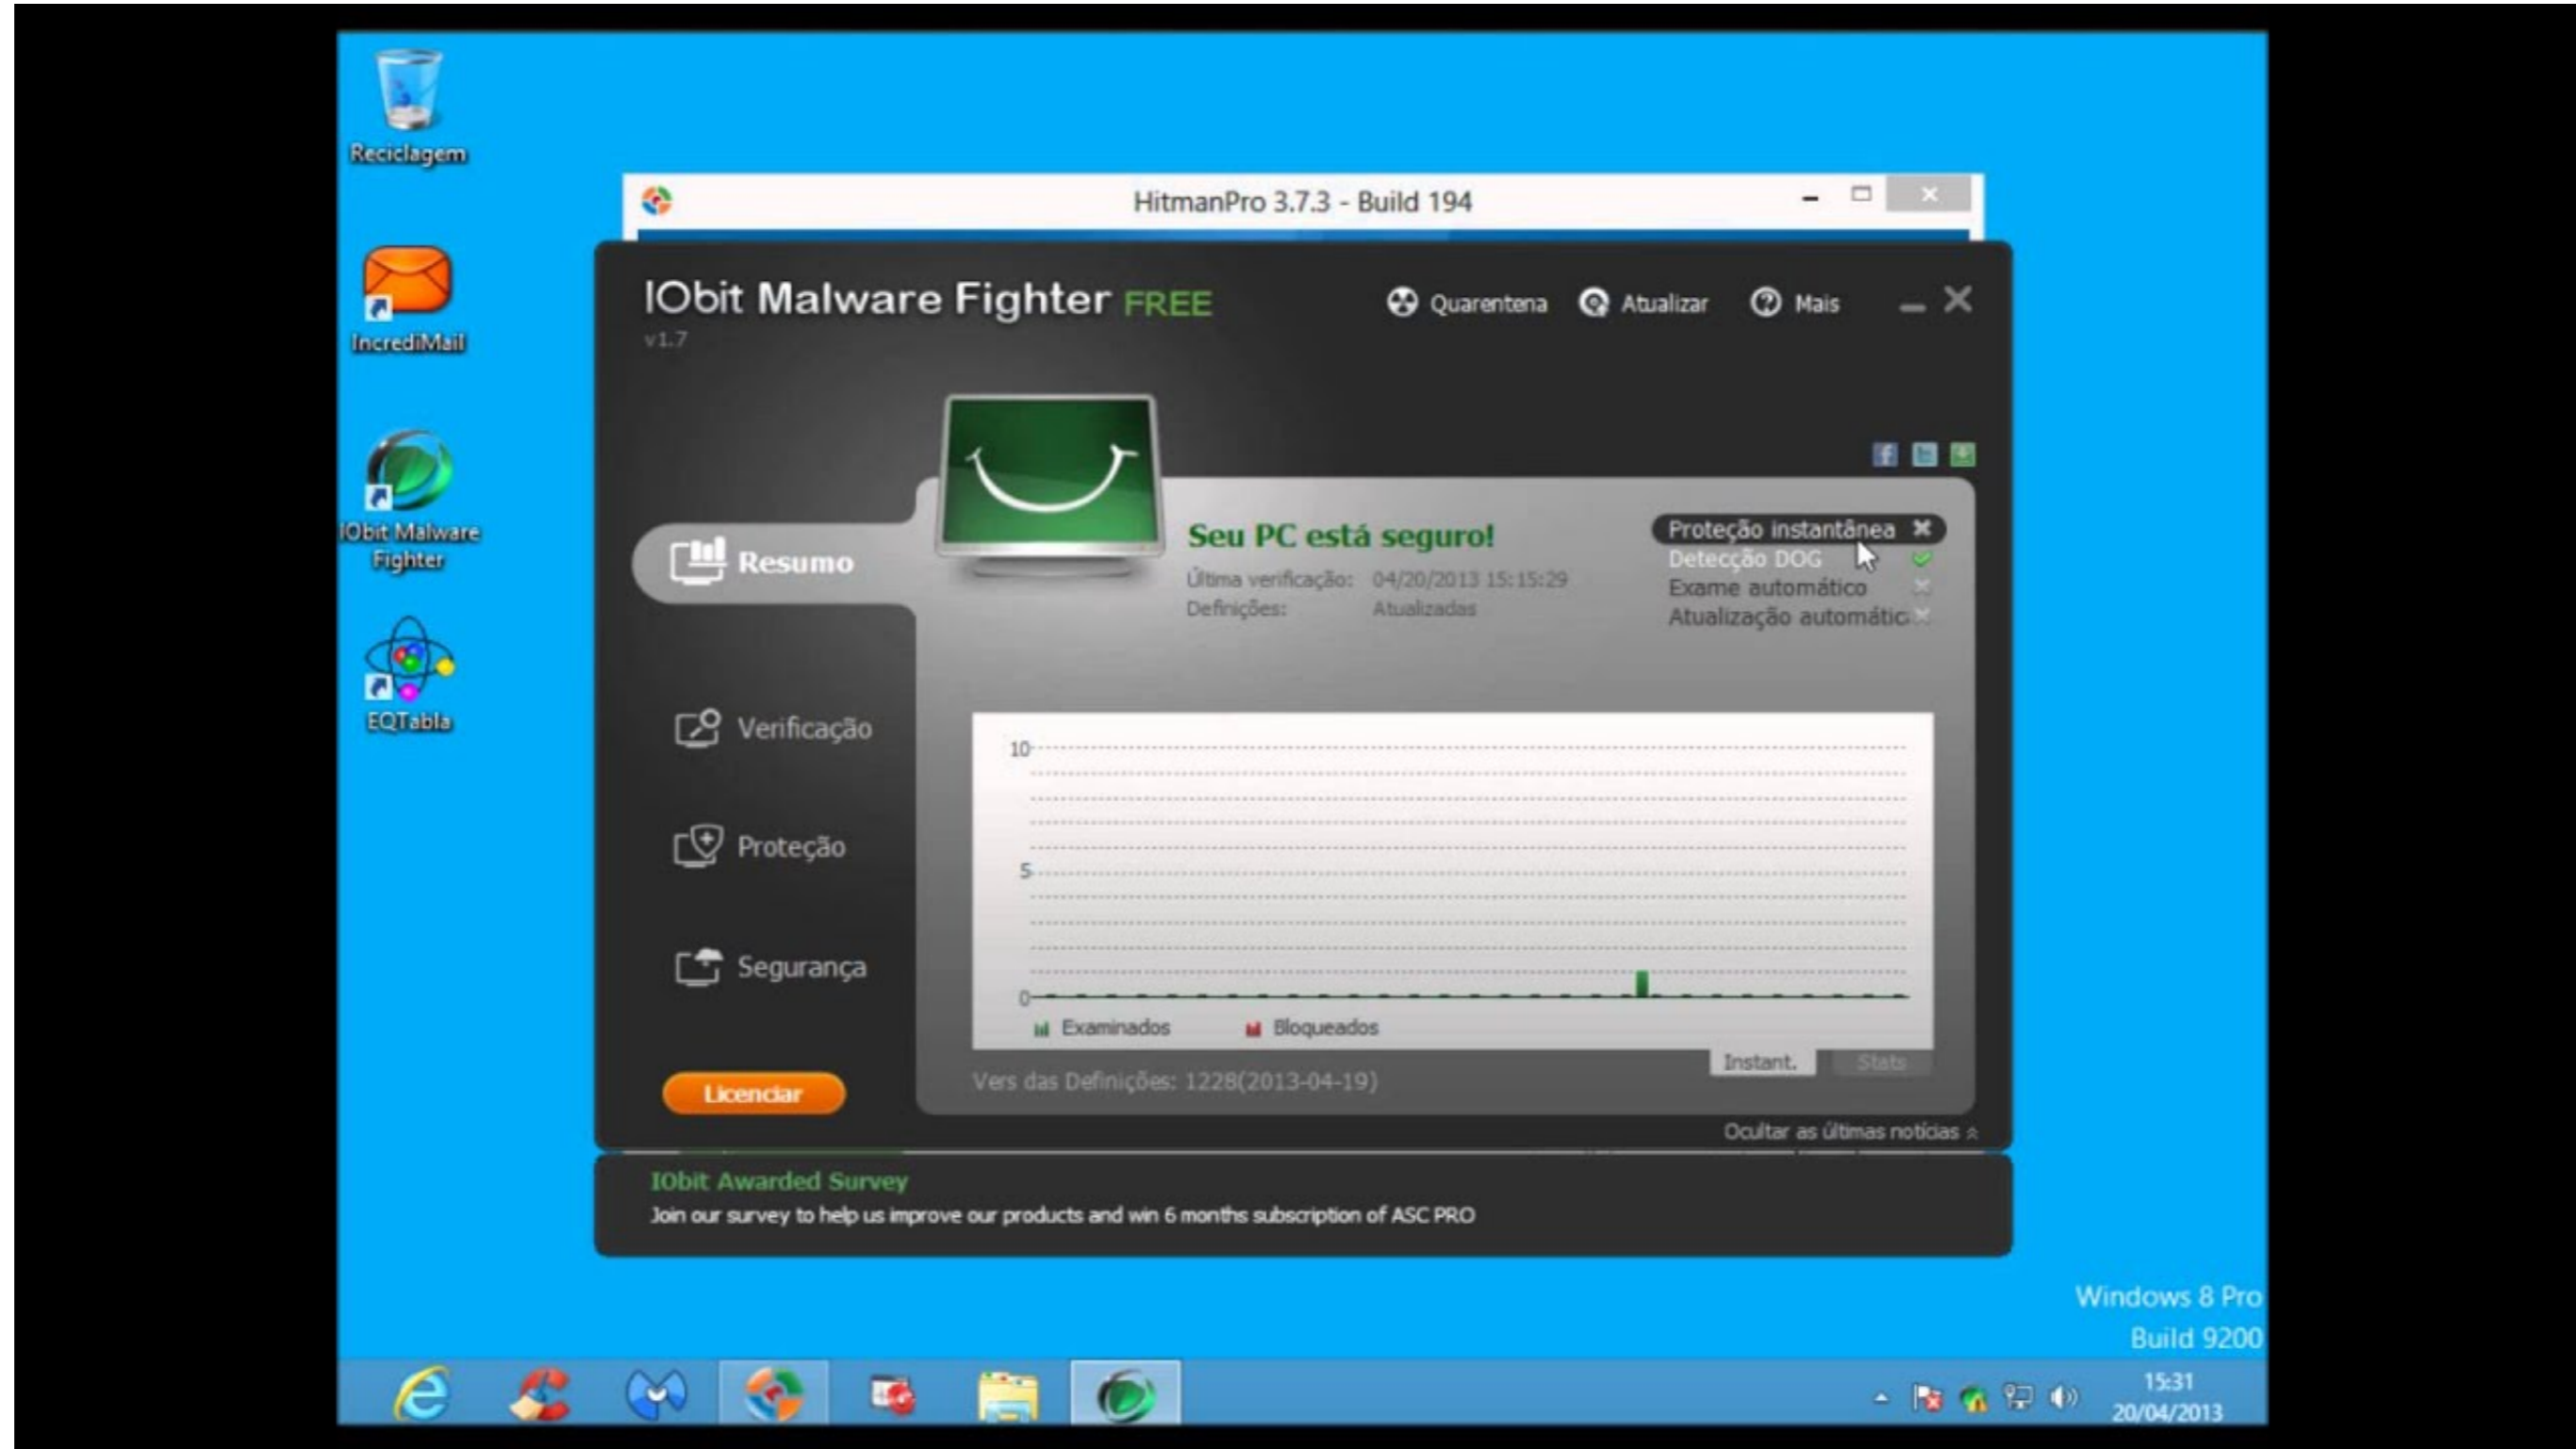 Reciclagem
IncrediMail
IObit Malware
Fighter
EQTabla
HitmanPro 3.7.3 - Build 194
IObit Malware Fighter FREE
v1.7
Quarentena
Atualizar
Mais
Seu PC está seguro!
Última verificação: 04/20/2013 15:15:29
Definições: Atualizadas
Proteção instantânea
Detecção DOG
Exame automático
Atualização automátic
Resumo
Verificação
Proteção
Segurança
Licenciar
10
5
0
Examinados
Bloqueados
Instant.
Stats
Vers das Definições: 1228(2013-04-19)
Ocultar as últimas notícias
IObit Awarded Survey
Join our survey to help us improve our products and win 6 months subscription of ASC PRO
Windows 8 Pro
Build 9200
15:31
20/04/2013